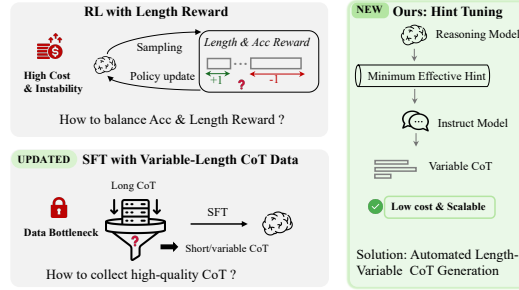 RL with Length Reward
Sampling
Length & Acc Reward
High Cost
& Instability
Policy update
+1
-1
?
How to balance Acc & Length Reward ?
UPDATED
SFT with Variable-Length CoT Data
Long CoT
SFT
Data Bottleneck
?
Short/variable CoT
How to collect high-quality CoT ?
NEW
Ours: Hint Tuning
Reasoning Model
Minimum Effective Hint
Instruct Model
Variable CoT
Low cost & Scalable
Solution: Automated Length-
Variable CoT Generation